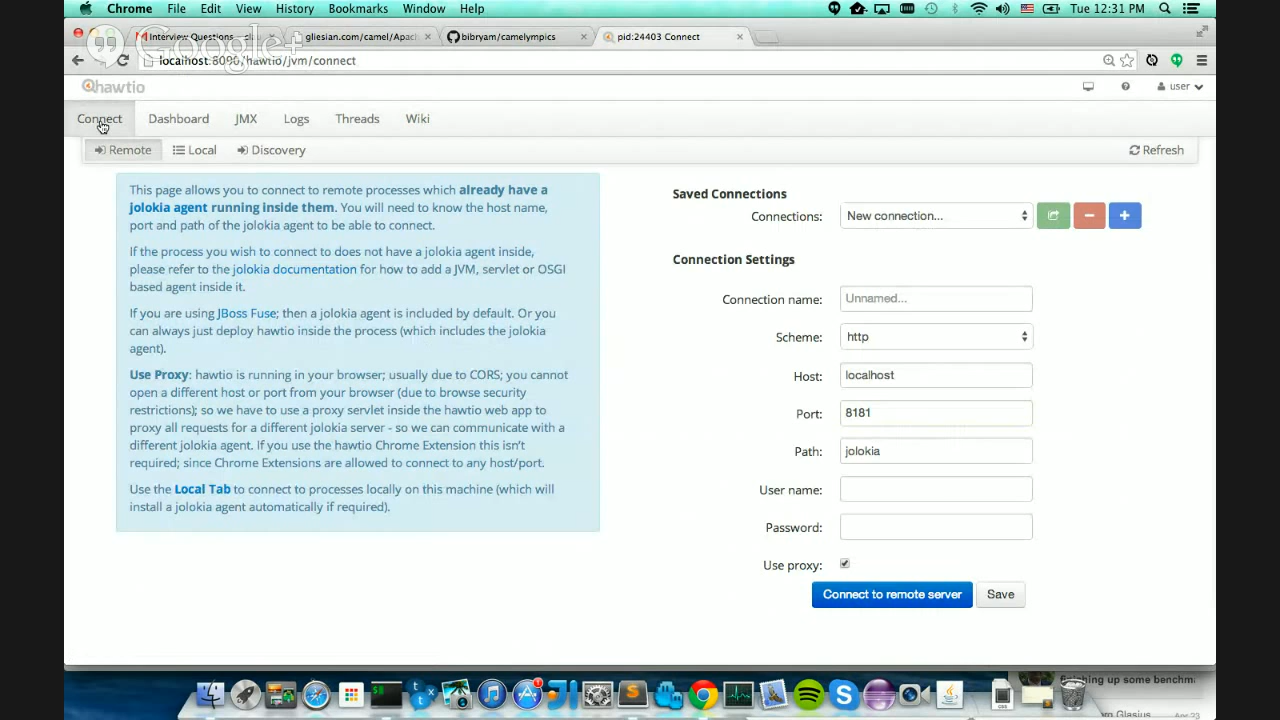 Chrome File Edit View History Bookmarks Window Help Tue 12:31 PM
Interview Questions gliesian.com/camel/Apac bibryam/camelympics pid:24403 Connect
Google+
localhost:8090/hawtio/jvm/connect
hawtio user
Connect Dashboard JMX Logs Threads Wiki
Remote Local Discovery Refresh
This page allows you to connect to remote processes which already have a
jolokia agent running inside them. You will need to know the host name,
port and path of the jolokia agent to be able to connect.
If the process you wish to connect to does not have a jolokia agent inside,
please refer to the jolokia documentation for how to add a JVM, servlet or OSGI
based agent inside it.
If you are using JBoss Fuse; then a jolokia agent is included by default. Or you
can always just deploy hawtio inside the process (which includes the jolokia
agent).
Use Proxy: hawtio is running in your browser; usually due to CORS; you cannot
open a different host or port from your browser (due to browse security
restrictions); so we have to use a proxy servlet inside the hawtio web app to
proxy all requests for a different jolokia server - so we can communicate with a
different jolokia agent. If you use the hawtio Chrome Extension this isn't
required; since Chrome Extensions are allowed to connect to any host/port.
Use the Local Tab to connect to processes locally on this machine (which will
install a jolokia agent automatically if required).
Saved Connections
Connections: New connection...
Connection Settings
Connection name: Unnamed...
Scheme: http
Host: localhost
Port: 8181
Path: jolokia
User name:
Password:
Use proxy:
Connect to remote server Save
up some benchm
Glasius Apr 23